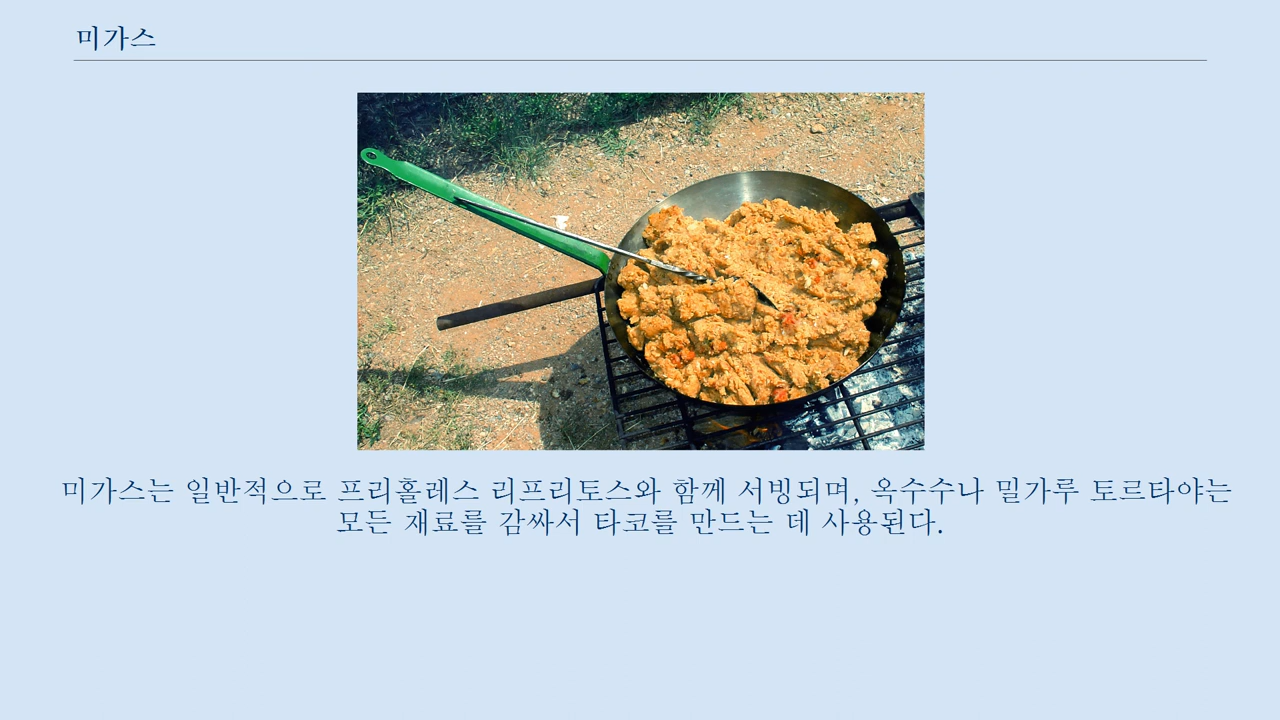 미가스
미가스는 일반적으로 프리홀레스 리프리토스와 함께 서빙되며, 옥수수나 밀가루 토르타야는
모든 재료를 감싸서 타코를 만드는 데 사용된다.